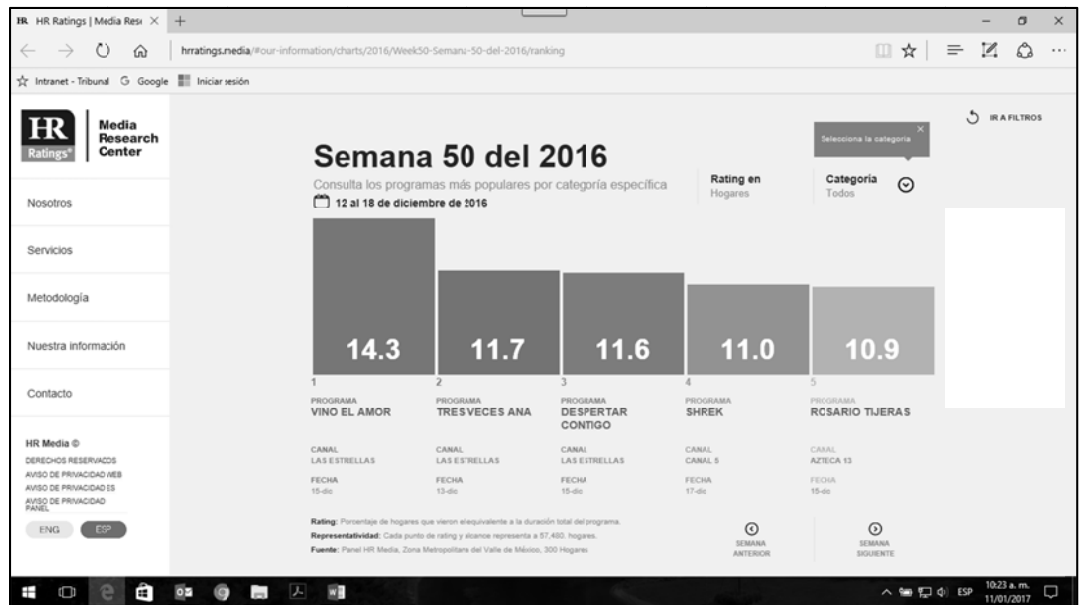 HR HR Ratings | Media Rese
hrratings.media/#our-information/charts/2016/Week50-Semana-50-del-2016/ranking
Intranet - Tribunal G Google Iniciar sesión
HR
Ratings®
Media
Research
Center
Nosotros
Servicios
Metodología
Nuestra información
Contacto
HR Media ©
DERECHOS RESERVADOS
AVISO DE PRIVACIDAD WEB
AVISO DE PRIVACIDAD ES
AVISO DE PRIVACIDAD
PANEL
ENG ESP
IR A FILTROS
Selecciona la categoría
Semana 50 del 2016
Consulta los programas más populares por categoría específica
12 al 18 de diciembre de 2016
Rating en
Hogares
Categoría
Todos
14.3 11.7 11.6 11.0 10.9
1 2 3 4 5
PROGRAMA PROGRAMA PROGRAMA PROGRAMA PROGRAMA
VINO EL AMOR TRES VECES ANA DESPERTAR CONTIGO SHREK ROSARIO TIJERAS
CANAL CANAL CANAL CANAL CANAL
LAS ESTRELLAS LAS ESTRELLAS LAS ESTRELLAS CANAL 5 AZTECA 13
FECHA FECHA FECHA FECHA FECHA
15-dic 13-dic 15-dic 17-dic 15-dic
Rating: Porcentaje de hogares que vieron el equivalente a la duración total del programa.
Representatividad: Cada punto de rating y alcance representa a 57,480. hogares.
Fuente: Panel HR Media, Zona Metropolitana del Valle de México, 300 Hogares
SEMANA
ANTERIOR
SEMANA
SIGUIENTE
ESP
10:23 a. m.
11/01/2017